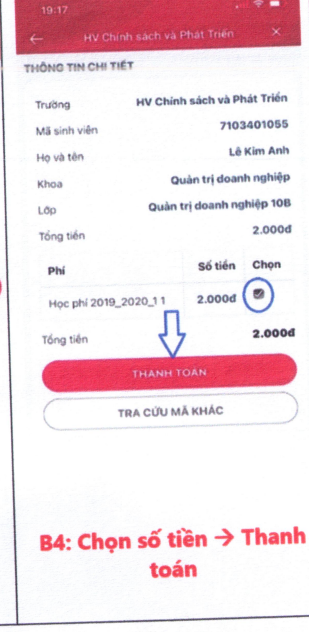 19:17
HV Chính sách và Phát Triển
THÔNG TIN CHI TIẾT
Trường HV Chính sách và Phát Triển
Mã sinh viên 7103401055
Họ và tên Lê Kim Anh
Khoa Quản trị doanh nghiệp
Lớp Quản trị doanh nghiệp 10B
Tổng tiền 2.000đ
Phí Số tiền Chọn
Học phí 2019_2020_1 1 2.000đ
Tổng tiền 2.000đ
THANH TOÁN
TRA CỨU MÃ KHÁC
B4: Chọn số tiền → Thanh
toán